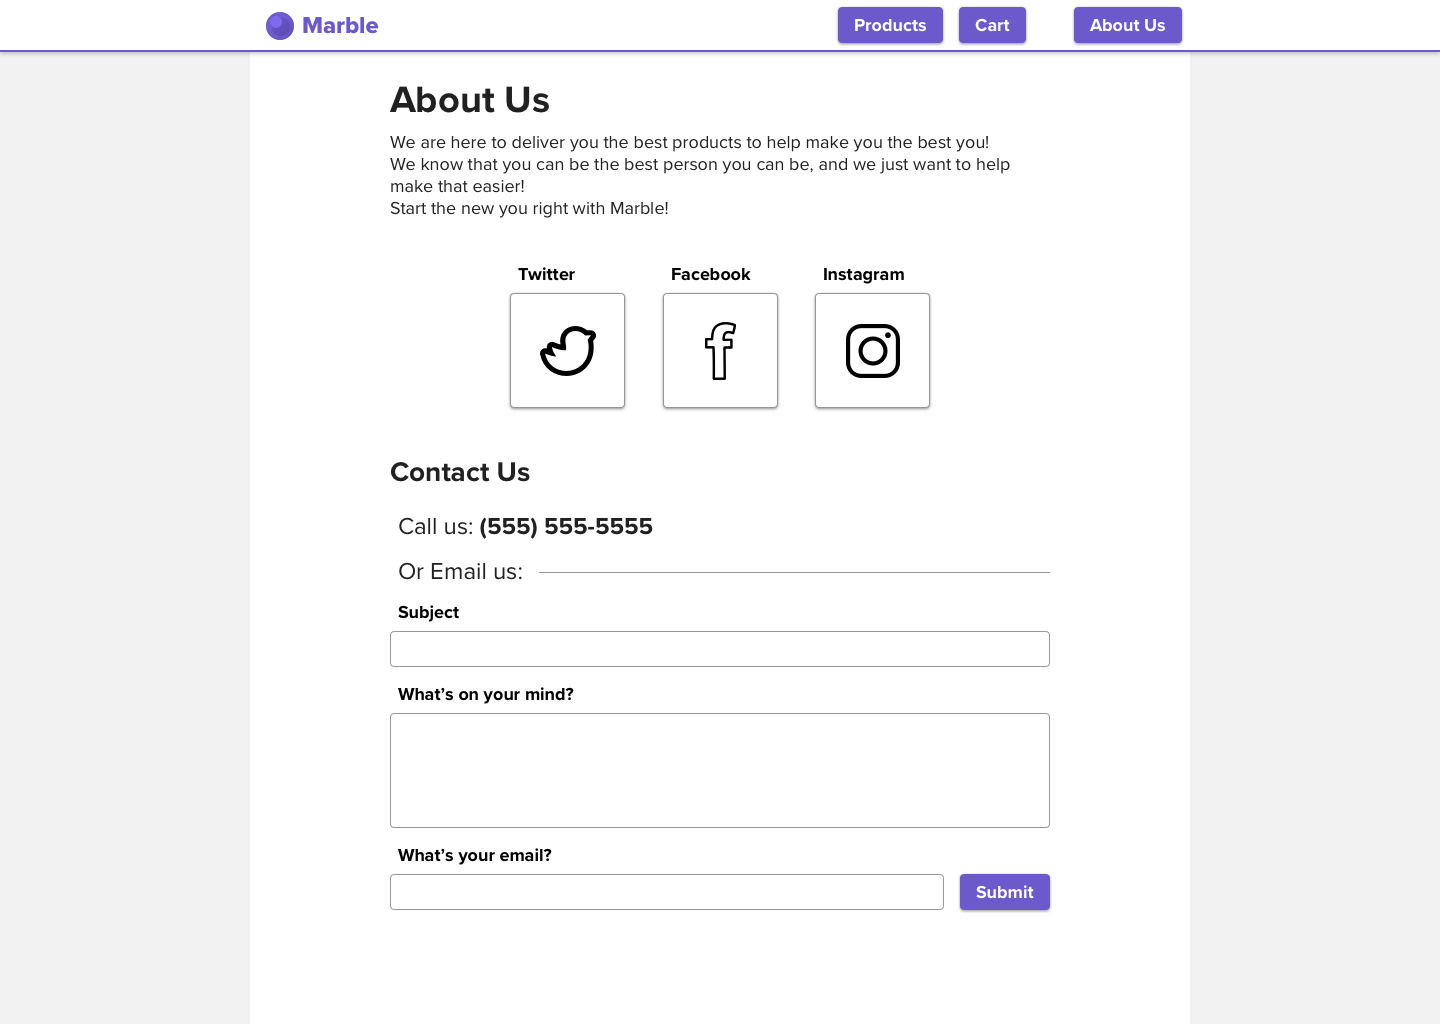 Marble
Products
Cart
About Us
About Us
We are here to deliver you the best products to help make you the best you!
We know that you can be the best person you can be, and we just want to help
make that easier!
Start the new you right with Marble!
Twitter
Facebook
Instagram
Contact Us
Call us: (555) 555-5555
Or Email us:
Subject
What’s on your mind?
What’s your email?
Submit